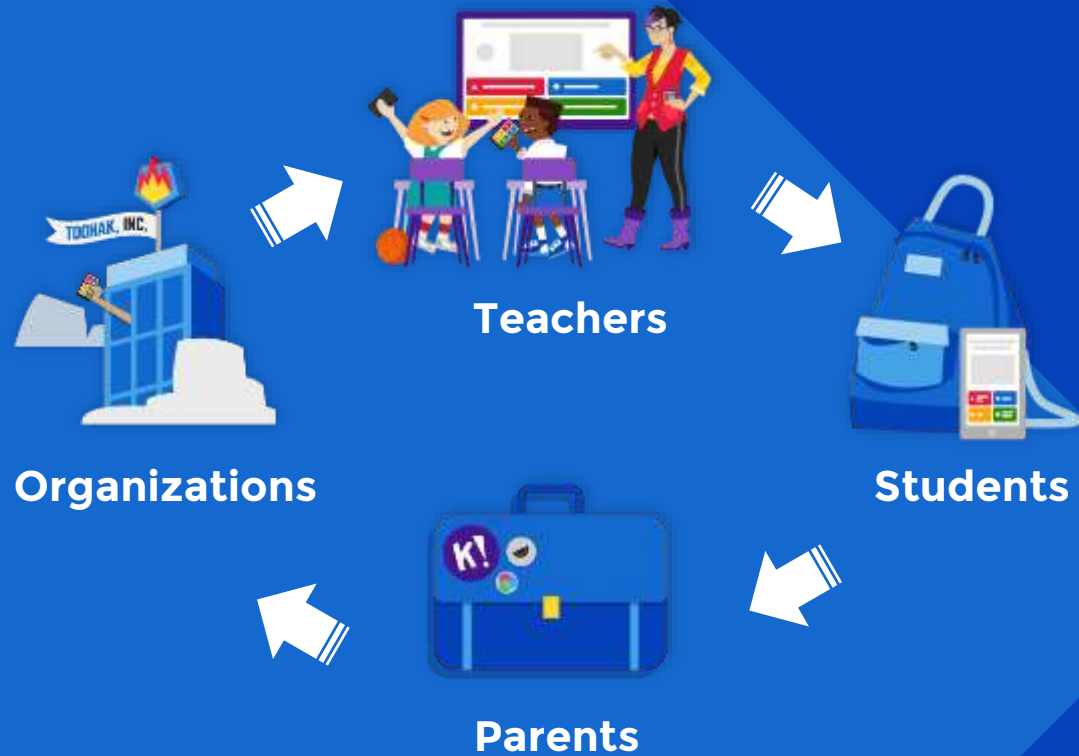 TOOHAK, INC,
Teachers
Organizations
Students
K!
Parents